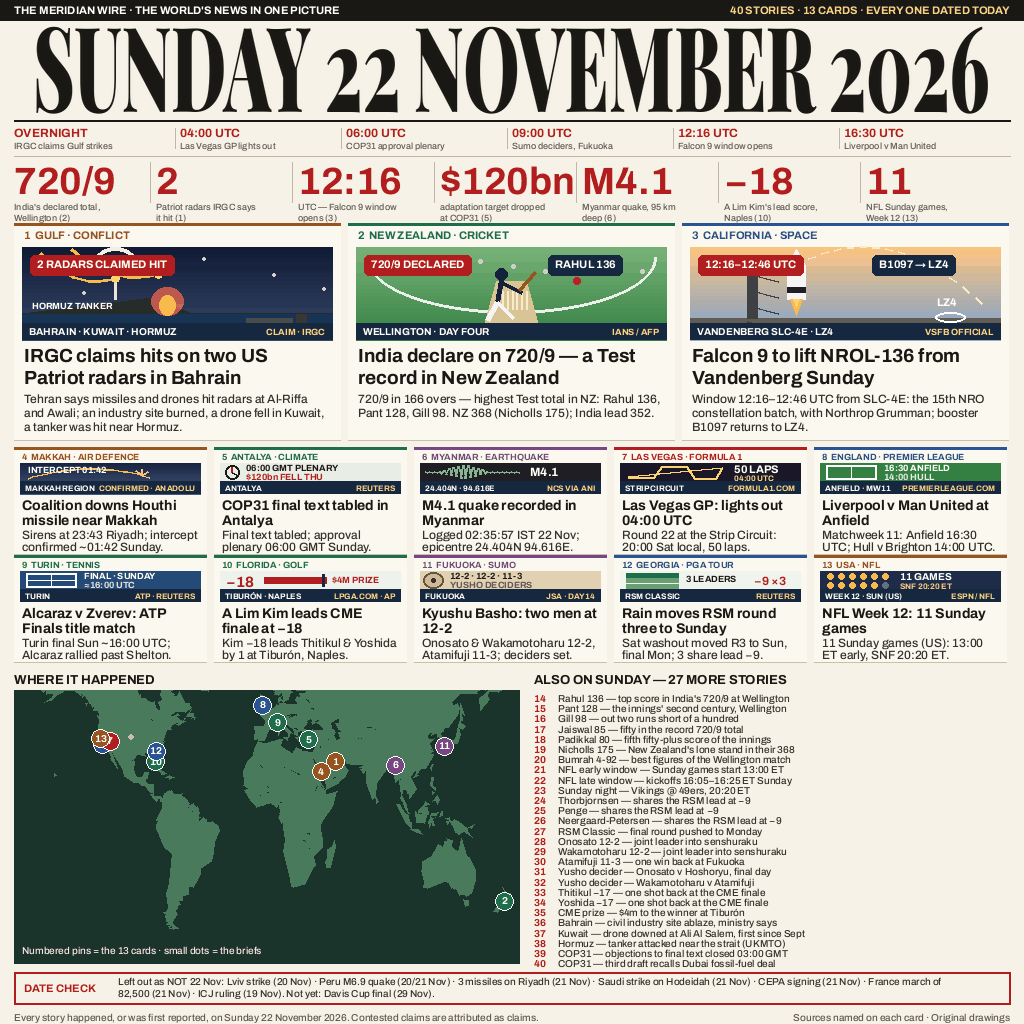 THE MERIDIAN WIRE · THE WORLD'S NEWS IN ONE PICTURE
40 STORIES · 13 CARDS · EVERY ONE DATED TODAY
SUNDAY 22 NOVEMBER 2026
OVERNIGHT
IRGC claims Gulf strikes
04:00 UTC
Las Vegas GP lights out
06:00 UTC
COP31 approval plenary
09:00 UTC
Sumo deciders, Fukuoka
12:16 UTC
Falcon 9 window opens
16:30 UTC
Liverpool v Man United
720/9
India's declared total,
Wellington (2)
2
Patriot radars IRGC says
it hit (1)
12:16
UTC — Falcon 9 window
opens (3)
$120bn
adaptation target dropped
at COP31 (5)
M4.1
Myanmar quake, 95 km
deep (6)
−18
A Lim Kim's lead score,
Naples (10)
11
NFL Sunday games,
Week 12 (13)
1 GULF · CONFLICT
2 RADARS CLAIMED HIT
HORMUZ TANKER
BAHRAIN · KUWAIT · HORMUZ
CLAIM · IRGC
IRGC claims hits on two US
Patriot radars in Bahrain
Tehran says missiles and drones hit radars at Al-Riffa
and Awali; an industry site burned, a drone fell in Kuwait,
a tanker was hit near Hormuz.
2 NEW ZEALAND · CRICKET
720/9 DECLARED
RAHUL 136
WELLINGTON · DAY FOUR
IANS / AFP
India declare on 720/9 — a Test
record in New Zealand
720/9 in 166 overs — highest Test total in NZ: Rahul 136,
Pant 128, Gill 98. NZ 368 (Nicholls 175); India lead 352.
3 CALIFORNIA · SPACE
12:16–12:46 UTC
B1097 → LZ4
LZ4
VANDENBERG SLC-4E · LZ4
VSFB OFFICIAL
Falcon 9 to lift NROL-136 from
Vandenberg Sunday
Window 12:16–12:46 UTC from SLC-4E: the 15th NRO
constellation batch, with Northrop Grumman; booster
B1097 returns to LZ4.
4 MAKKAH · AIR DEFENCE
INTERCEPT 01:42
MAKKAH REGION
CONFIRMED · ANADOLU
Coalition downs Houthi
missile near Makkah
Sirens at 23:43 Riyadh; intercept
confirmed ~01:42 Sunday.
5 ANTALYA · CLIMATE
06:00 GMT PLENARY
$120bn FELL THU
ANTALYA
REUTERS
COP31 final text tabled in
Antalya
Final text tabled; approval
plenary 06:00 GMT Sunday.
6 MYANMAR · EARTHQUAKE
M4.1
24.404N · 94.616E
NCS VIA ANI
M4.1 quake recorded in
Myanmar
Logged 02:35:57 IST 22 Nov;
epicentre 24.404N 94.616E.
7 LAS VEGAS · FORMULA 1
50 LAPS
04:00 UTC
STRIP CIRCUIT
FORMULA1.COM
Las Vegas GP: lights out
04:00 UTC
Round 22 at the Strip Circuit:
20:00 Sat local, 50 laps.
8 ENGLAND · PREMIER LEAGUE
16:30 ANFIELD
14:00 HULL
ANFIELD · MW11
PREMIERLEAGUE.COM
Liverpool v Man United at
Anfield
Matchweek 11: Anfield 16:30
UTC; Hull v Brighton 14:00 UTC.
9 TURIN · TENNIS
FINAL · SUNDAY
≈16:00 UTC
TURIN
ATP · REUTERS
Alcaraz v Zverev: ATP
Finals title match
Turin final Sun ~16:00 UTC;
Alcaraz rallied past Shelton.
10 FLORIDA · GOLF
−18
$4M PRIZE
TIBURÓN · NAPLES
LPGA.COM · AP
A Lim Kim leads CME
finale at −18
Kim −18 leads Thitikul & Yoshida
by 1 at Tiburón, Naples.
11 FUKUOKA · SUMO
12-2 · 12-2 · 11-3
YUSHO DECIDERS
FUKUOKA
JSA · DAY 14
Kyushu Basho: two men at
12-2
Onosato & Wakamotoharu 12-2,
Atamifuji 11-3; deciders set.
12 GEORGIA · PGA TOUR
3 LEADERS
−9 ×3
RSM CLASSIC
REUTERS
Rain moves RSM round
three to Sunday
Sat washout moved R3 to Sun,
final Mon; 3 share lead −9.
13 USA · NFL
11 GAMES
SNF 20:20 ET
WEEK 12 · SUN (US)
ESPN / NFL
NFL Week 12: 11 Sunday
games
11 Sunday games (US): 13:00
ET early, SNF 20:20 ET.
WHERE IT HAPPENED
8
9
5
13
12
10
4
1
6
11
2
Numbered pins = the 13 cards · small dots = the briefs
ALSO ON SUNDAY — 27 MORE STORIES
14 Rahul 136 — top score in India's 720/9 at Wellington
15 Pant 128 — the innings' second century, Wellington
16 Gill 98 — out two runs short of a hundred
17 Jaiswal 85 — fifty in the record 720/9 total
18 Padikkal 80 — fifth fifty-plus score of the innings
19 Nicholls 175 — New Zealand's lone stand in their 368
20 Bumrah 4-92 — best figures of the Wellington match
21 NFL early window — Sunday games start 13:00 ET
22 NFL late window — kickoffs 16:05–16:25 ET Sunday
23 Sunday night — Vikings @ 49ers, 20:20 ET
24 Thorbjornsen — shares the RSM lead at −9
25 Penge — shares the RSM lead at −9
26 Neergaard-Petersen — shares the RSM lead at −9
27 RSM Classic — final round pushed to Monday
28 Onosato 12-2 — joint leader into senshuraku
29 Wakamotoharu 12-2 — joint leader into senshuraku
30 Atamifuji 11-3 — one win back at Fukuoka
31 Yusho decider — Onosato v Hoshoryu, final day
32 Yusho decider — Wakamotoharu v Atamifuji
33 Thitikul −17 — one shot back at the CME finale
34 Yoshida −17 — one shot back at the CME finale
35 CME prize — $4m to the winner at Tiburón
36 Bahrain — civil industry site ablaze, ministry says
37 Kuwait — drone downed at Ali Al Salem, first since Sept
38 Hormuz — tanker attacked near the strait (UKMTO)
39 COP31 — objections to final text closed 03:00 GMT
40 COP31 — third draft recalls Dubai fossil-fuel deal
DATE CHECK
Left out as NOT 22 Nov: Lviv strike (20 Nov) · Peru M6.9 quake (20/21 Nov) · 3 missiles on Riyadh (21 Nov) · Saudi strike on Hodeidah (21 Nov) · CEPA signing (21 Nov) · France march of
82,500 (21 Nov) · ICJ ruling (19 Nov). Not yet: Davis Cup final (29 Nov).
Every story happened, or was first reported, on Sunday 22 November 2026. Contested claims are attributed as claims.
Sources named on each card · Original drawings